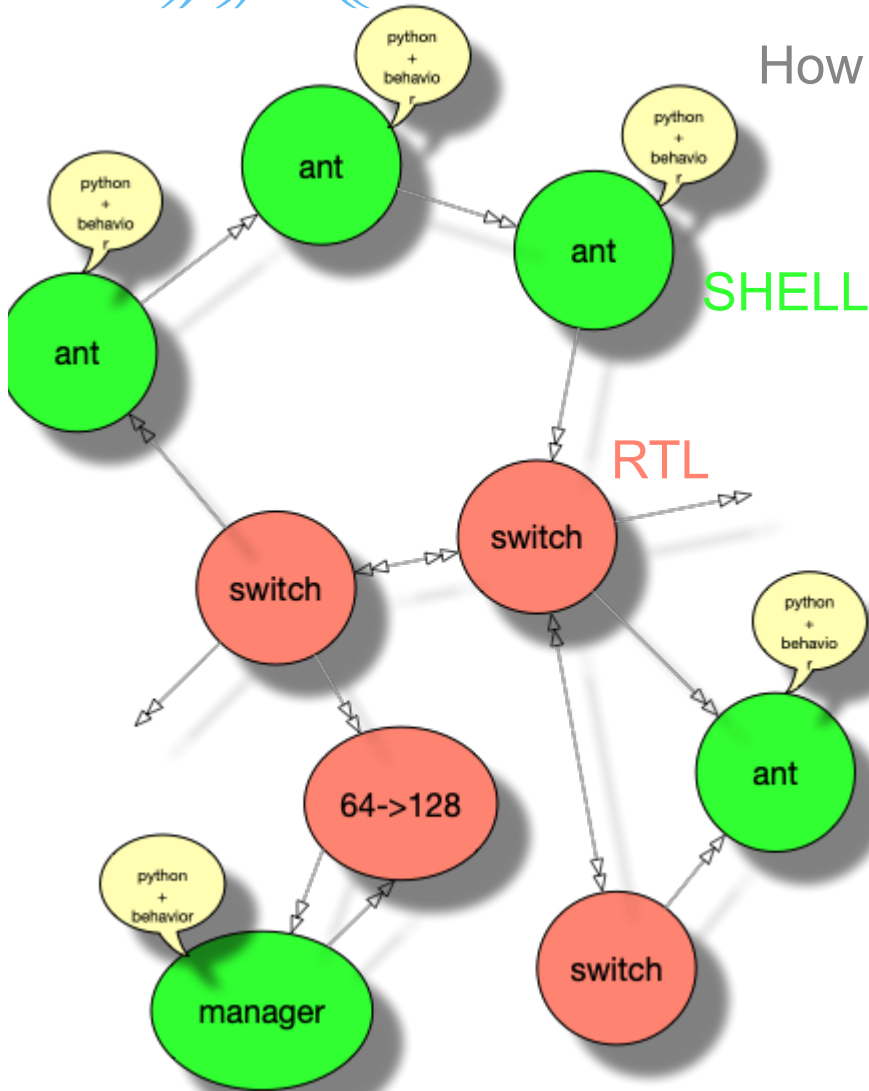 python
+
behavio
r
How
ant
python
+
behavio
r
python
+
behavio
r
ant
SHELL
ant
RTL
switch
switch
python
+
behavio
r
ant
64->128
python
+
behavior
switch
manager